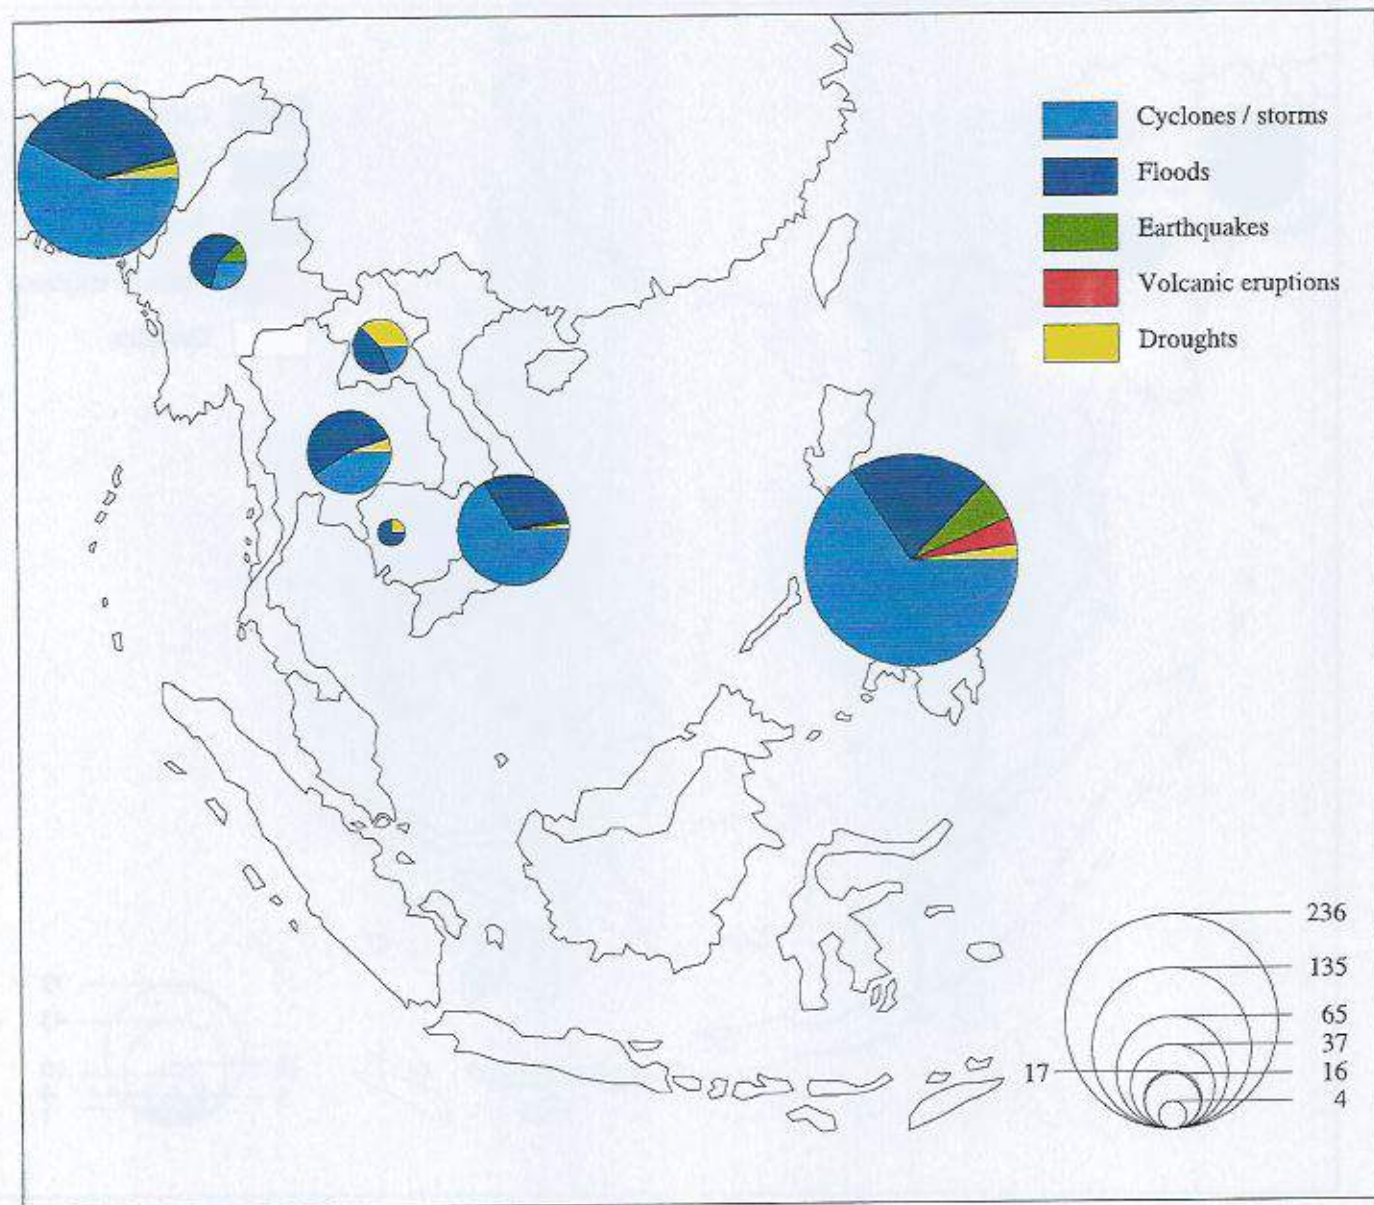 Cyclones / storms
Floods
Earthquakes
Volcanic eruptions
Droughts
236
135
65
37
17
16
4